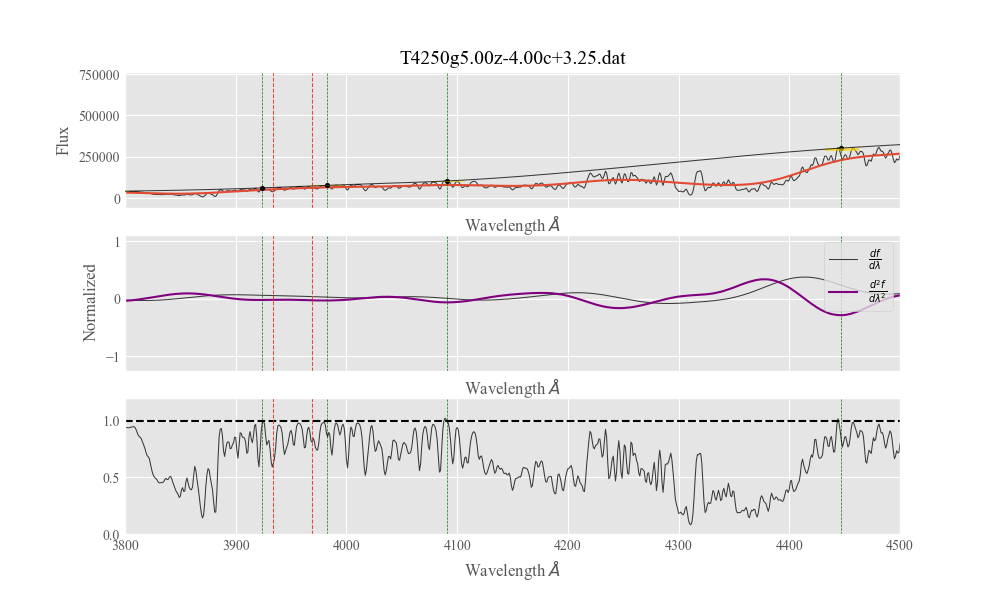 T4250g5.00z-4.00c+3.25.dat
750000
500000
250000
0
Flux
Wavelength Å
1
0
−1
Normalized
df
dλ
d²f
dλ²
Wavelength Å
1.0
0.5
0.0
3800 3900 4000 4100 4200 4300 4400 4500
Wavelength Å